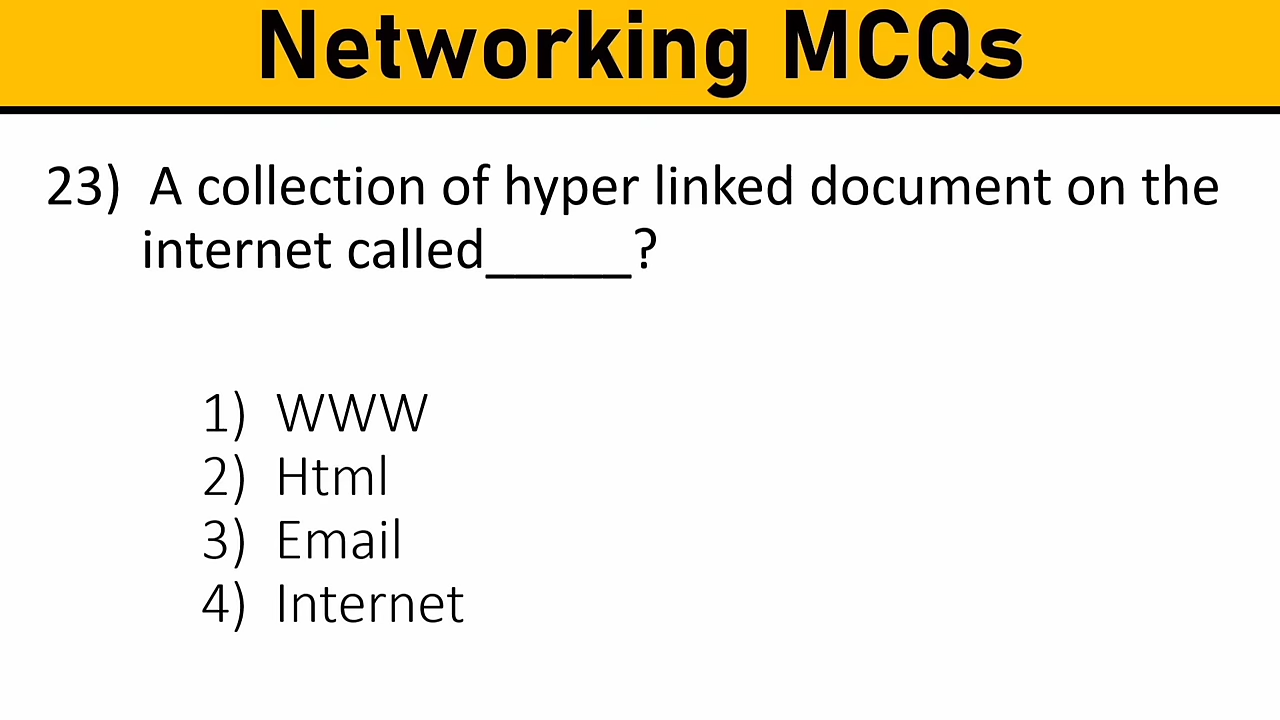 Networking MCQs
23) A collection of hyper linked document on the
internet called_____?
1) WWW
2) Html
3) Email
4) Internet